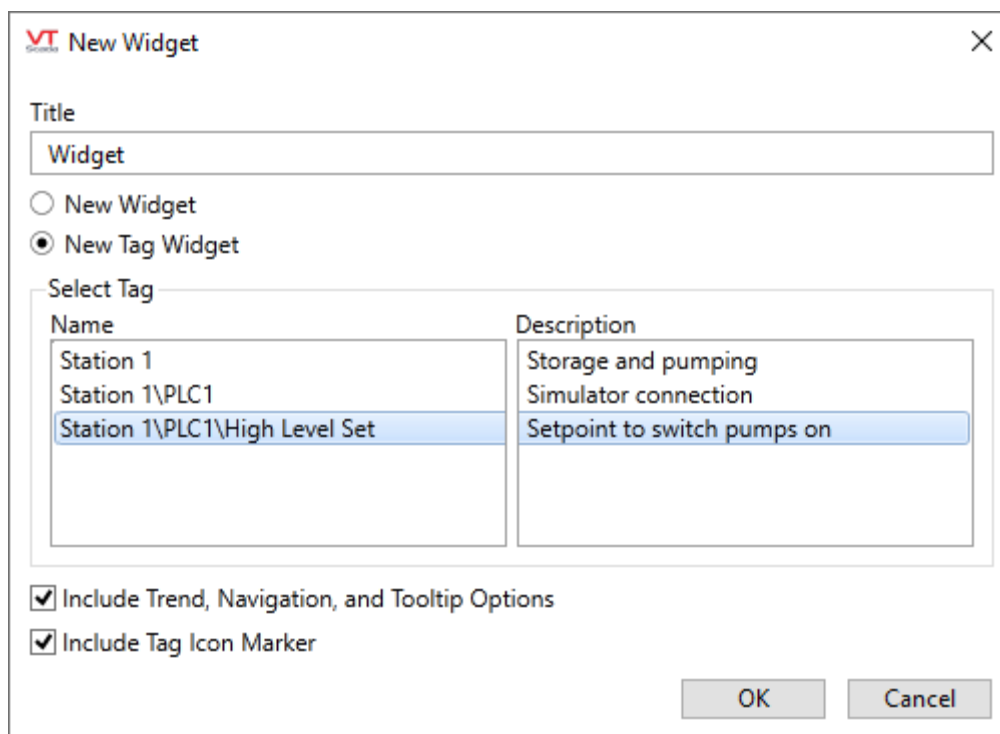 VT Scada New Widget
Title
Widget
New Widget
New Tag Widget
Select Tag
Name Description
Station 1 Storage and pumping
Station 1\PLC1 Simulator connection
Station 1\PLC1\High Level Set Setpoint to switch pumps on
Include Trend, Navigation, and Tooltip Options
Include Tag Icon Marker
OK Cancel